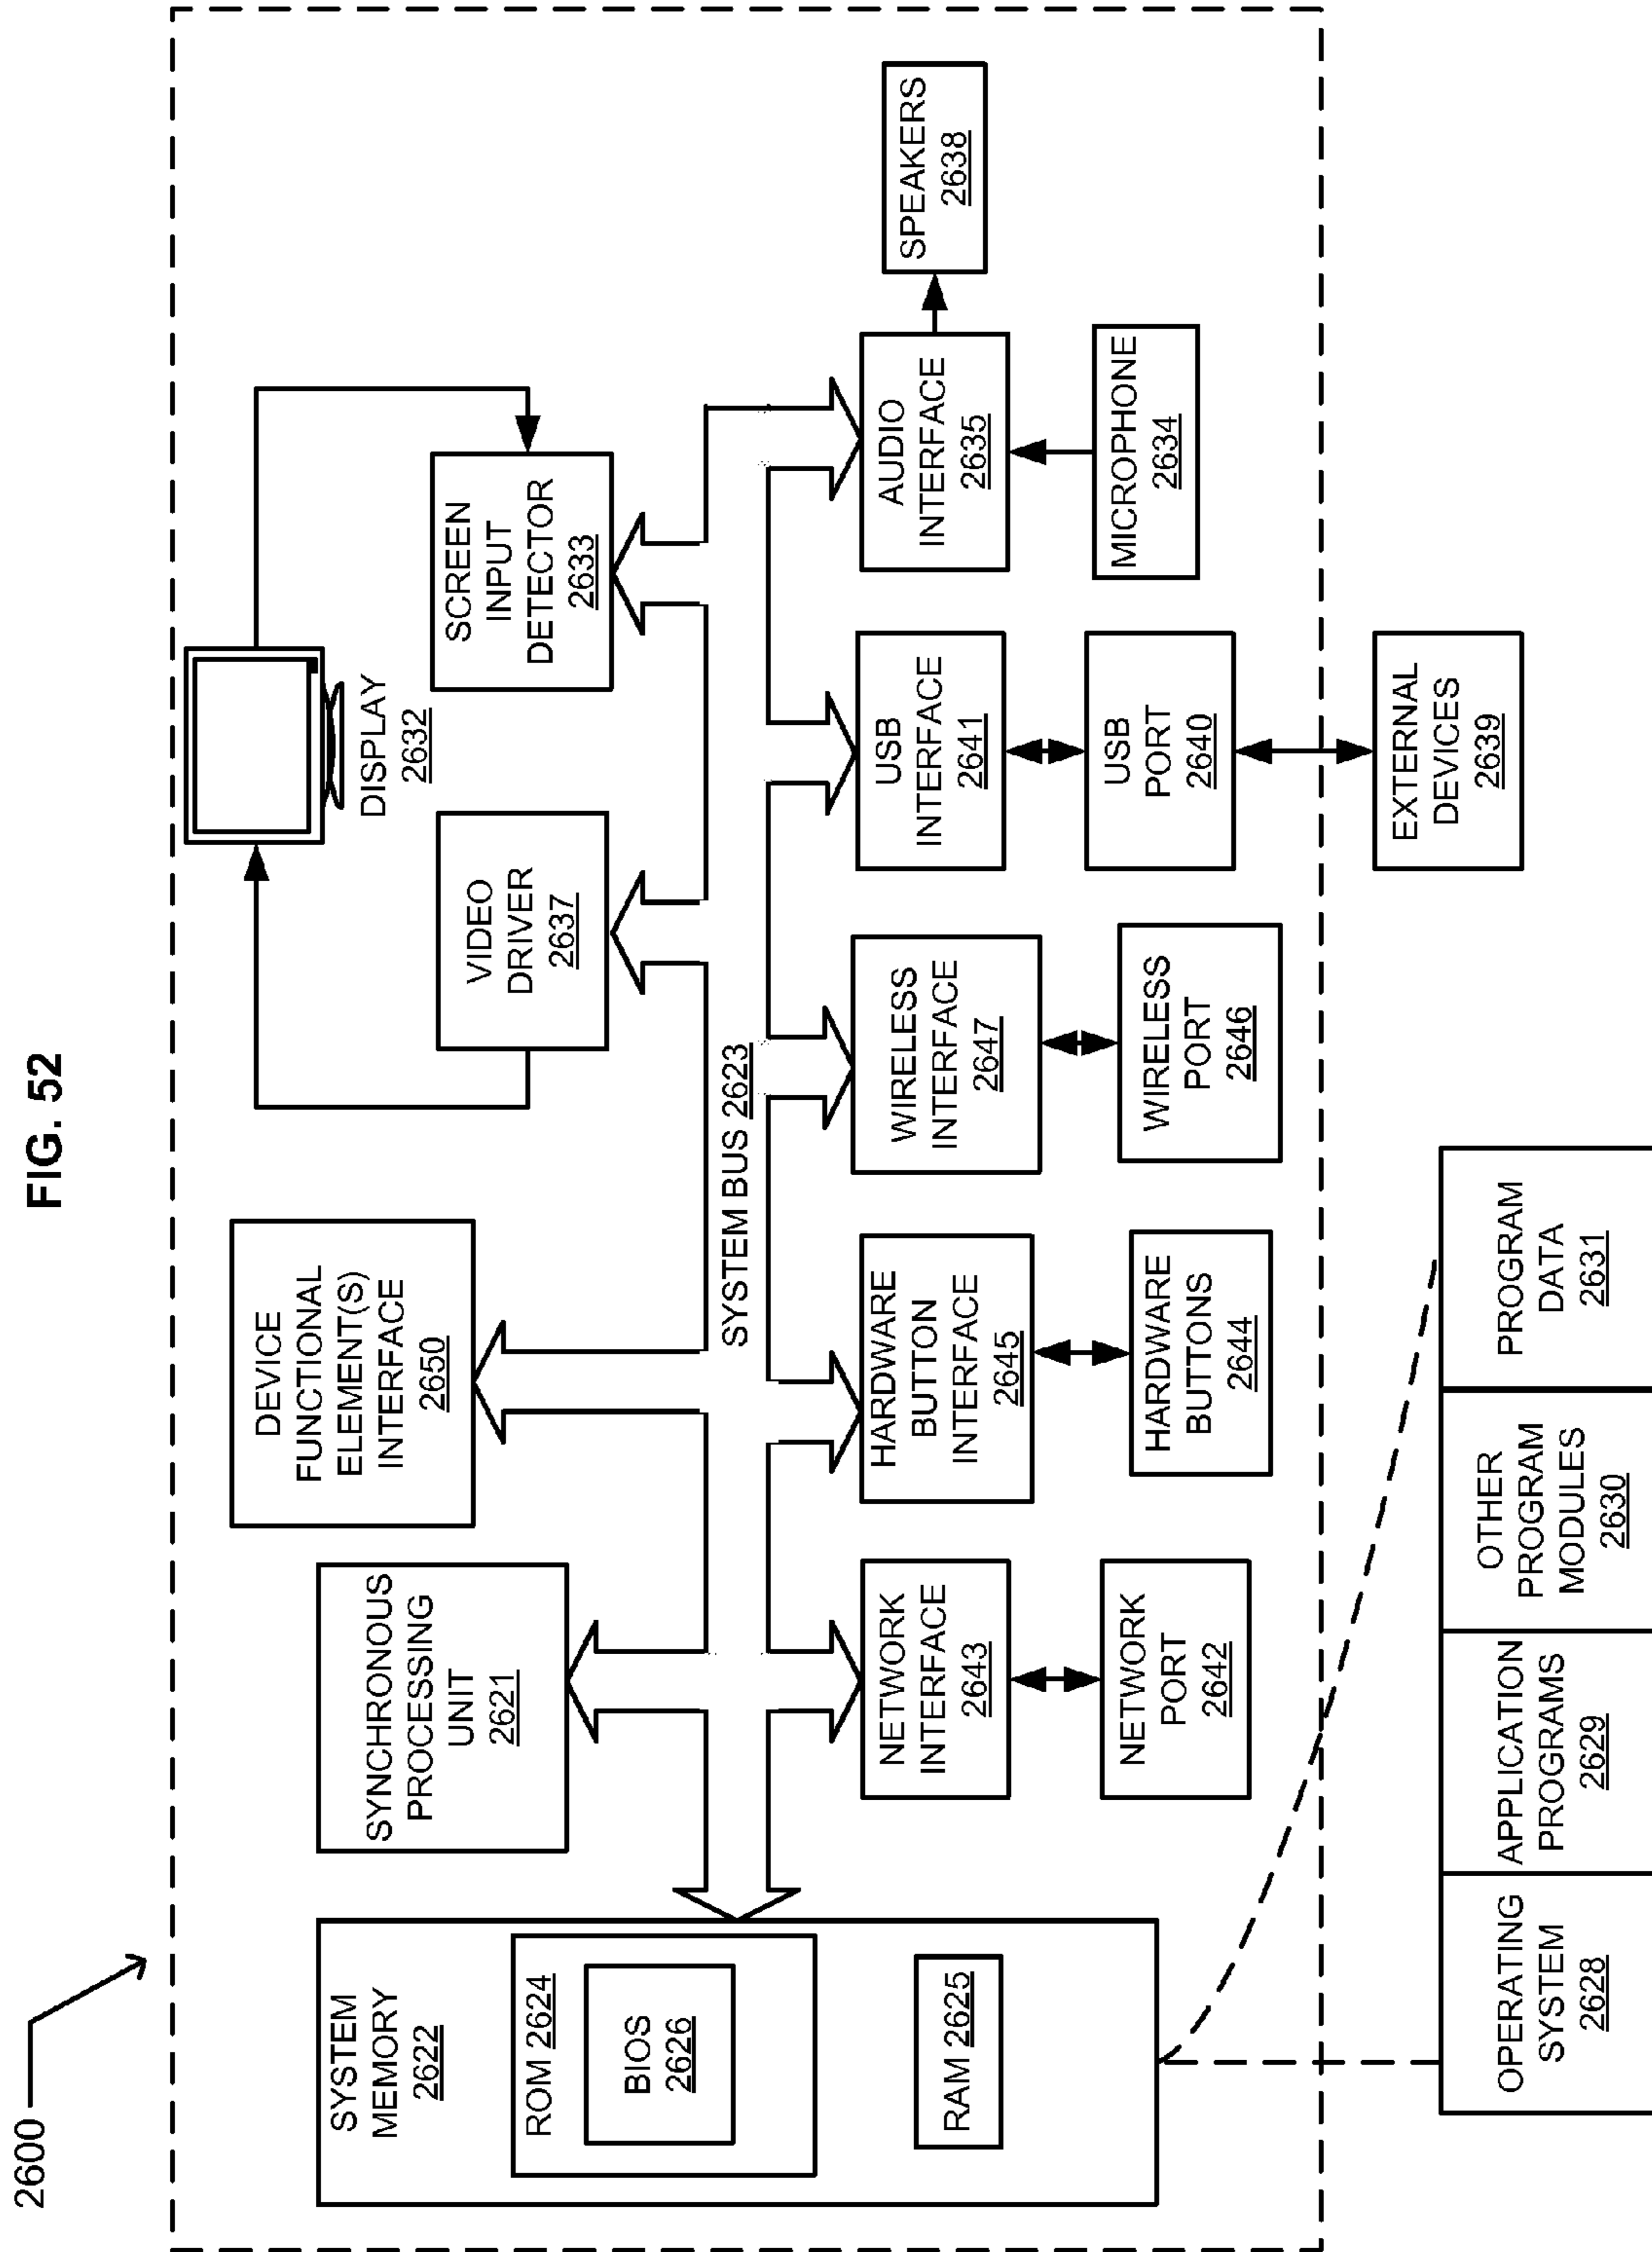 FIG. 52
2600
SYSTEM
MEMORY
2622
ROM 2624
BIOS
2626
RAM 2625
SYNCHRONOUS
PROCESSING
UNIT
2621
DEVICE
FUNCTIONAL
ELEMENT(S)
INTERFACE
2650
VIDEO
DRIVER
2637
DISPLAY
2632
SCREEN
INPUT
DETECTOR
2633
SYSTEM BUS 2623
NETWORK
INTERFACE
2643
HARDWARE
BUTTON
INTERFACE
2645
WIRELESS
INTERFACE
2647
USB
INTERFACE
2641
AUDIO
INTERFACE
2635
SPEAKERS
2638
NETWORK
PORT
2642
HARDWARE
BUTTONS
2644
WIRELESS
PORT
2646
USB
PORT
2640
MICROPHONE
2634
EXTERNAL
DEVICES
2639
OPERATING
SYSTEM
2628
APPLICATION
PROGRAMS
2629
OTHER
PROGRAM
MODULES
2630
PROGRAM
DATA
2631